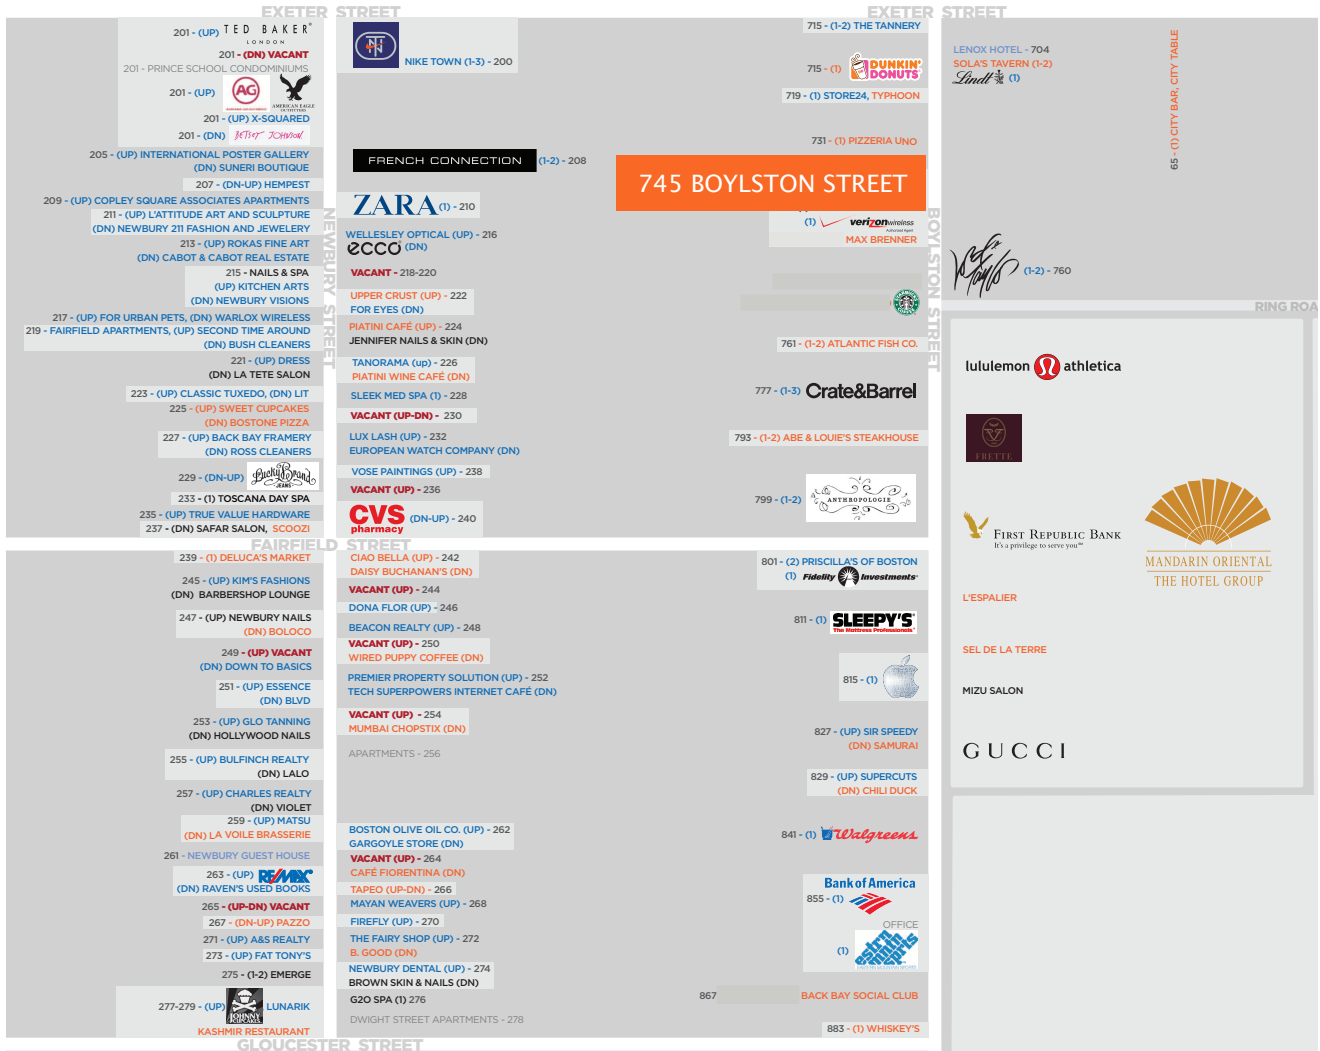 EXETER STREET
EXETER STREET
201 - (UP) TED BAKER
LONDON
201 - (DN) VACANT
201 - PRINCE SCHOOL CONDOMINIUMS
201 - (UP) AG AMERICAN EAGLE
OUTFITTERS
201 - (UP) X-SQUARED
201 - (DN) BETSEY JOHNSON
205 - (UP) INTERNATIONAL POSTER GALLERY
(DN) SUNERI BOUTIQUE
207 - (DN-UP) HEMPEST
209 - (UP) COPLEY SQUARE ASSOCIATES APARTMENTS
211 - (UP) L'ATTITUDE ART AND SCULPTURE
(DN) NEWBURY 211 FASHION AND JEWELERY
213 - (UP) ROKAS FINE ART
(DN) CABOT & CABOT REAL ESTATE
215 - NAILS & SPA
(UP) KITCHEN ARTS
(DN) NEWBURY VISIONS
217 - (UP) FOR URBAN PETS, (DN) WARLOX WIRELESS
219 - FAIRFIELD APARTMENTS, (UP) SECOND TIME AROUND
(DN) BUSH CLEANERS
221 - (UP) DRESS
(DN) LA TETE SALON
223 - (UP) CLASSIC TUXEDO, (DN) LIT
225 - (UP) SWEET CUPCAKES
(DN) BOSTONE PIZZA
227 - (UP) BACK BAY FRAMERY
(DN) ROSS CLEANERS
229 - (DN-UP) Lucky Brand
JEANS
233 - (1) TOSCANA DAY SPA
235 - (UP) TRUE VALUE HARDWARE
237 - (DN) SAFAR SALON, SCOOZI
NEWBURY STREET
NIKE TOWN (1-3) - 200
FRENCH CONNECTION (1-2) - 208
ZARA (1) - 210
WELLESLEY OPTICAL (UP) - 216
ecco (DN)
VACANT - 218-220
UPPER CRUST (UP) - 222
FOR EYES (DN)
PIATINI CAFÉ (UP) - 224
JENNIFER NAILS & SKIN (DN)
TANORAMA (up) - 226
PIATINI WINE CAFÉ (DN)
SLEEK MED SPA (1) - 228
VACANT (UP-DN) - 230
LUX LASH (UP) - 232
EUROPEAN WATCH COMPANY (DN)
VOSE PAINTINGS (UP) - 238
VACANT (UP) - 236
CVS
pharmacy (DN-UP) - 240
715 - (1-2) THE TANNERY
715 - (1) DUNKIN'
DONUTS
719 - (1) STORE24, TYPHOON
731 - (1) PIZZERIA UNO
745 BOYLSTON STREET
(1) verizon wireless
Authorized Agent
MAX BRENNER
761 - (1-2) ATLANTIC FISH CO.
777 - (1-3) Crate&Barrel
793 - (1-2) ABE & LOUIE'S STEAKHOUSE
799 - (1-2) ANTHROPOLOGIE
BOYLSTON STREET
LENOX HOTEL - 704
SOLA'S TAVERN (1-2)
Lindt (1)
65 - (1) CITY BAR, CITY TABLE
Lord & Taylor (1-2) - 760
RING ROA
lululemon athletica
FRETTE
FIRST REPUBLIC BANK
It's a privilege to serve you
MANDARIN ORIENTAL
THE HOTEL GROUP
L'ESPALIER
SEL DE LA TERRE
MIZU SALON
GUCCI
FAIRFIELD STREET
239 - (1) DELUCA'S MARKET
245 - (UP) KIM'S FASHIONS
(DN) BARBERSHOP LOUNGE
247 - (UP) NEWBURY NAILS
(DN) BOLOCO
249 - (UP) VACANT
(DN) DOWN TO BASICS
251 - (UP) ESSENCE
(DN) BLVD
253 - (UP) GLO TANNING
(DN) HOLLYWOOD NAILS
255 - (UP) BULFINCH REALTY
(DN) LALO
257 - (UP) CHARLES REALTY
(DN) VIOLET
259 - (UP) MATSU
(DN) LA VOILE BRASSERIE
261 - NEWBURY GUEST HOUSE
263 - (UP) RE/MAX
(DN) RAVEN'S USED BOOKS
265 - (UP-DN) VACANT
267 - (DN-UP) PAZZO
271 - (UP) A&S REALTY
273 - (UP) FAT TONY'S
275 - (1-2) EMERGE
277-279 - (UP) JOHNNY CUPCAKES LUNARIK
KASHMIR RESTAURANT
CIAO BELLA (UP) - 242
DAISY BUCHANAN'S (DN)
VACANT (UP) - 244
DONA FLOR (UP) - 246
BEACON REALTY (UP) - 248
VACANT (UP) - 250
WIRED PUPPY COFFEE (DN)
PREMIER PROPERTY SOLUTION (UP) - 252
TECH SUPERPOWERS INTERNET CAFÉ (DN)
VACANT (UP) - 254
MUMBAI CHOPSTIX (DN)
APARTMENTS - 256
BOSTON OLIVE OIL CO. (UP) - 262
GARGOYLE STORE (DN)
VACANT (UP) - 264
CAFÉ FIORENTINA (DN)
TAPEO (UP-DN) - 266
MAYAN WEAVERS (UP) - 268
FIREFLY (UP) - 270
THE FAIRY SHOP (UP) - 272
B. GOOD (DN)
NEWBURY DENTAL (UP) - 274
BROWN SKIN & NAILS (DN)
G2O SPA (1) 276
DWIGHT STREET APARTMENTS - 278
801 - (2) PRISCILLA'S OF BOSTON
(1) Fidelity Investments
811 - (1) SLEEPY'S
The Mattress Professionals
815 - (1)
827 - (UP) SIR SPEEDY
(DN) SAMURAI
829 - (UP) SUPERCUTS
(DN) CHILI DUCK
841 - (1) Walgreens
Bank of America
855 - (1)
OFFICE
(1)
867 BACK BAY SOCIAL CLUB
883 - (1) WHISKEY'S
GLOUCESTER STREET